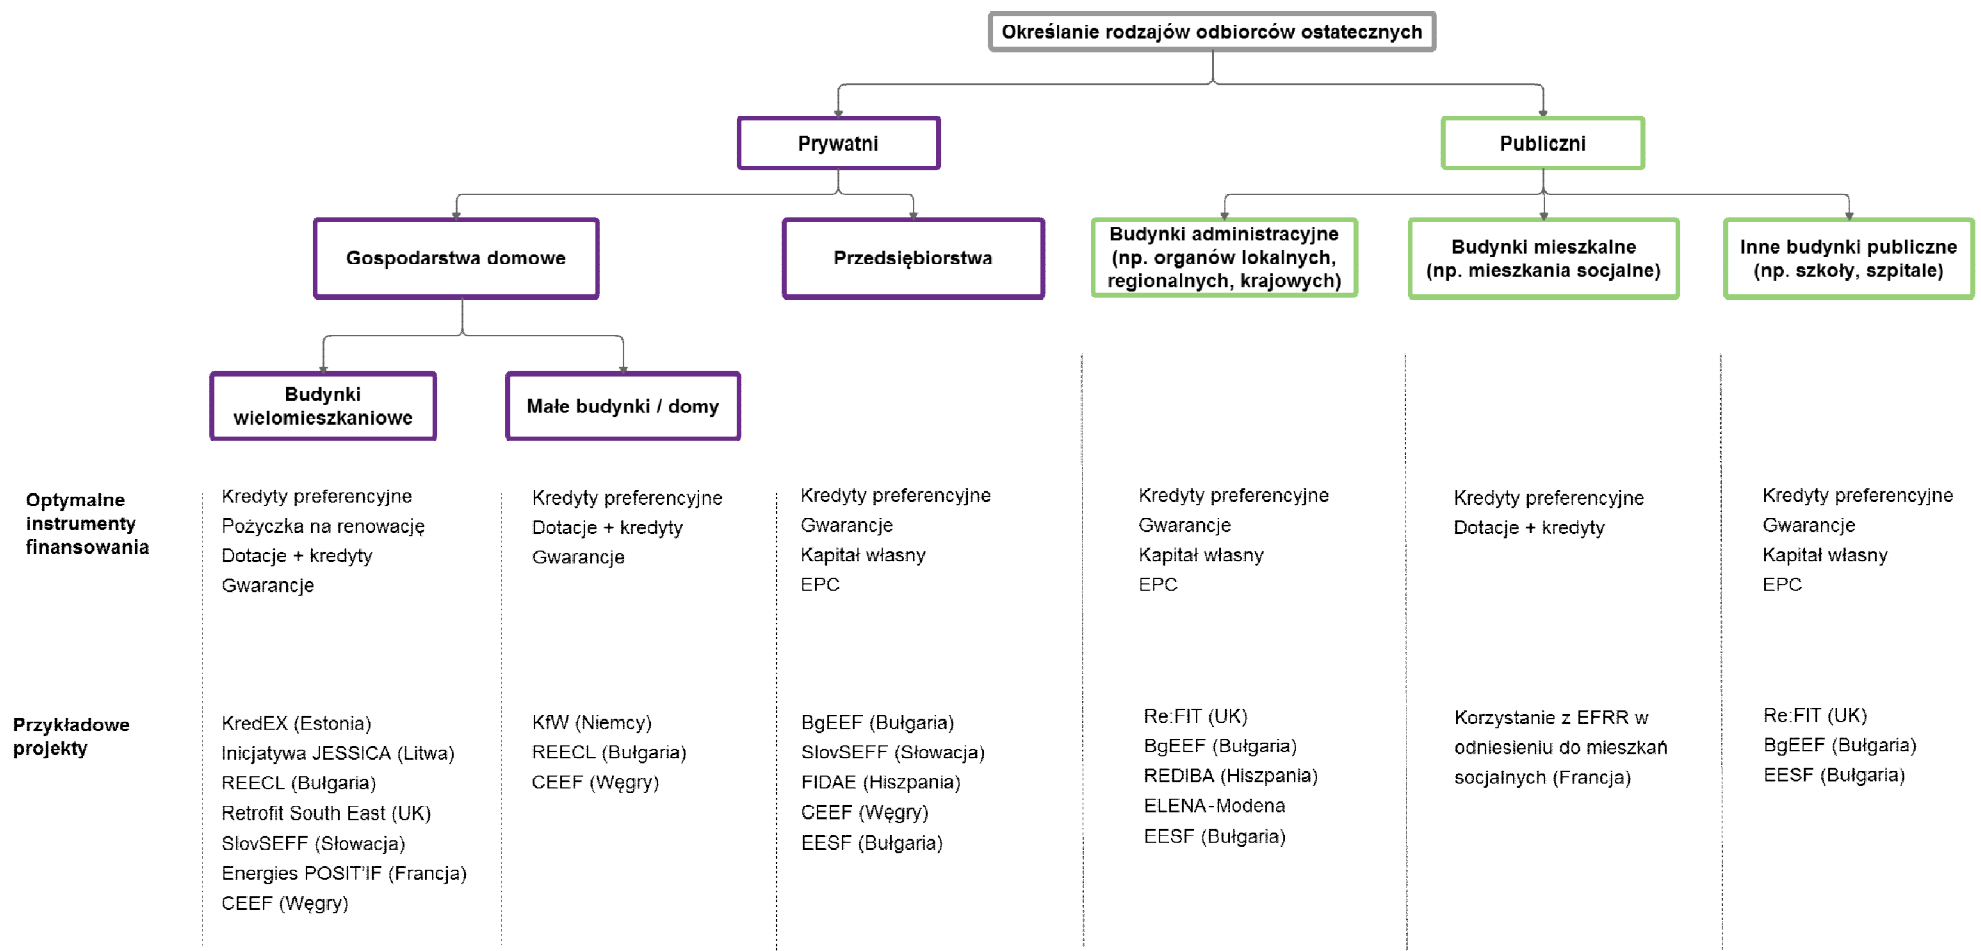 Określanie rodzajów odbiorców ostatecznych
Prywatni
Publiczni
Gospodarstwa domowe
Przedsiębiorstwa
Budynki administracyjne
(np. organów lokalnych,
regionalnych, krajowych)
Budynki mieszkalne
(np. mieszkania socjalne)
Inne budynki publiczne
(np. szkoły, szpitale)
Budynki
wielomieszkaniowe
Małe budynki / domy
Optymalne
instrumenty
finansowania
Kredyty preferencyjne
Pożyczka na renowację
Dotacje + kredyty
Gwarancje
Kredyty preferencyjne
Dotacje + kredyty
Gwarancje
Kredyty preferencyjne
Gwarancje
Kapitał własny
EPC
Kredyty preferencyjne
Gwarancje
Kapitał własny
EPC
Kredyty preferencyjne
Dotacje + kredyty
Kredyty preferencyjne
Gwarancje
Kapitał własny
EPC
Przykładowe
projekty
KredEX (Estonia)
Inicjatywa JESSICA (Litwa)
REECL (Bułgaria)
Retrofit South East (UK)
SlovSEFF (Słowacja)
Energies POSIT'IF (Francja)
CEEF (Węgry)
KfW (Niemcy)
REECL (Bułgaria)
CEEF (Węgry)
BgEEF (Bułgaria)
SlovSEFF (Słowacja)
FIDAE (Hiszpania)
CEEF (Węgry)
EESF (Bułgaria)
Re:FIT (UK)
BgEEF (Bułgaria)
REDIBA (Hiszpania)
ELENA-Modena
EESF (Bułgaria)
Korzystanie z EFRR w
odniesieniu do mieszkań
socjalnych (Francja)
Re:FIT (UK)
BgEEF (Bułgaria)
EESF (Bułgaria)